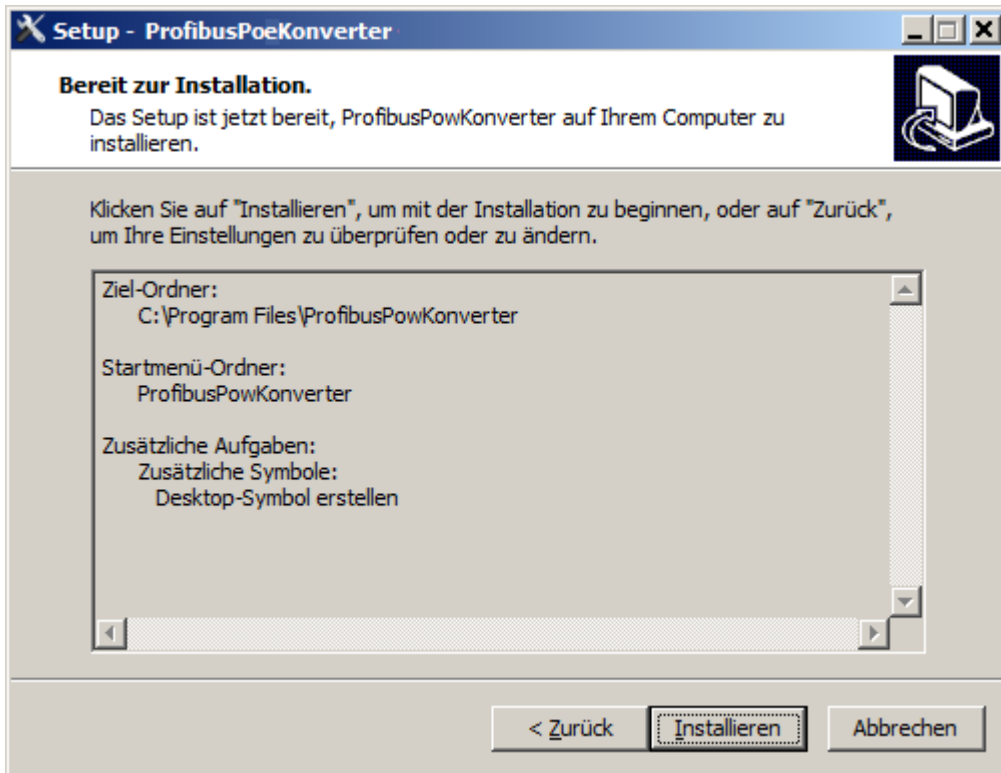 Setup - ProfibusPoeKonverter
Bereit zur Installation.
Das Setup ist jetzt bereit, ProfibusPowKonverter auf Ihrem Computer zu
installieren.
Klicken Sie auf "Installieren", um mit der Installation zu beginnen, oder auf "Zurück",
um Ihre Einstellungen zu überprüfen oder zu ändern.
Ziel-Ordner:
C:\Program Files\ProfibusPowKonverter
Startmenü-Ordner:
ProfibusPowKonverter
Zusätzliche Aufgaben:
Zusätzliche Symbole:
Desktop-Symbol erstellen
< Zurück
Installieren
Abbrechen